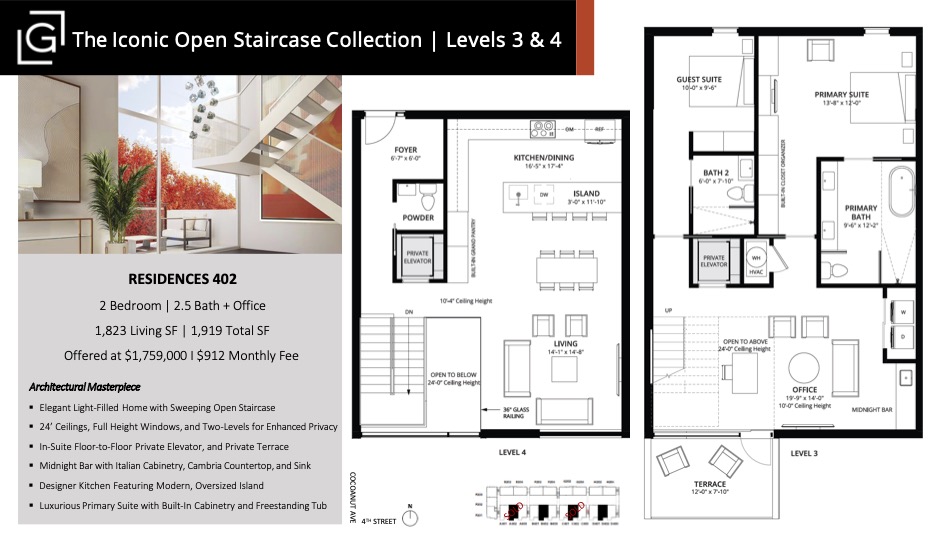 LG The Iconic Open Staircase Collection | Levels 3 & 4
RESIDENCES 402
2 Bedroom | 2.5 Bath + Office
1,823 Living SF | 1,919 Total SF
Offered at $1,759,000 I $912 Monthly Fee
Architectural Masterpiece
▪ Elegant Light-Filled Home with Sweeping Open Staircase
▪ 24’ Ceilings, Full Height Windows, and Two-Levels for Enhanced Privacy
▪ In-Suite Floor-to-Floor Private Elevator, and Private Terrace
▪ Midnight Bar with Italian Cabinetry, Cambria Countertop, and Sink
▪ Designer Kitchen Featuring Modern, Oversized Island
▪ Luxurious Primary Suite with Built-In Cabinetry and Freestanding Tub
FOYER
6'-7" x 6'-0"
OM
REF
KITCHEN/DINING
16'-5" x 17'-4"
DW
ISLAND
3'-0" x 11'-10"
POWDER
PRIVATE
ELEVATOR
BUILT-IN GRAND PANTRY
10'-4" Ceiling Height
DN
LIVING
14'-1" x 14'-8"
OPEN TO BELOW
24'-0" Ceiling Height
36" GLASS
RAILING
LEVEL 4
COCOANUT AVE
4TH STREET
N
SOLD
SOLD
GUEST SUITE
10'-0" x 9'-6"
PRIMARY SUITE
13'-8" x 12'-0"
BUILT-IN CLOSET ORGANIZER
BATH 2
6'-0" x 7'-10"
PRIMARY
BATH
9'-6" x 12'-2"
PRIVATE
ELEVATOR
WH
HVAC
UP
W
D
OPEN TO ABOVE
24'-0" Ceiling Height
OFFICE
19'-9" x 14'-0"
10'-0" Ceiling Height
MIDNIGHT BAR
LEVEL 3
TERRACE
12'-0" x 7'-10"